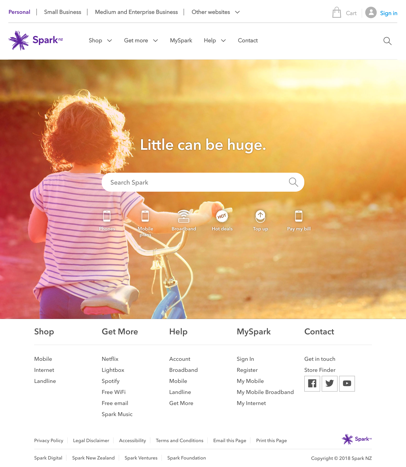 Personal | Small Business | Medium and Enterprise Business | Other websites
Cart Sign in
Spark nz
Shop Get more MySpark Help Contact
Little can be huge.
Search Spark
Mobile Broadband Hot deals Top up Pay my bill
Shop Get More Help MySpark Contact
Mobile Netflix Account Sign In Get in touch
Internet Lightbox Broadband Register Store Finder
Landline Spotify Mobile My Mobile
Free WiFi Landline My Mobile Broadband
Free email Get More My Internet
Spark Music
Privacy Policy Legal Disclaimer Accessibility Terms and Conditions Email this Page Print this Page
Spark nz
Spark Digital Spark New Zealand Spark Ventures Spark Foundation
Copyright © 2018 Spark NZ